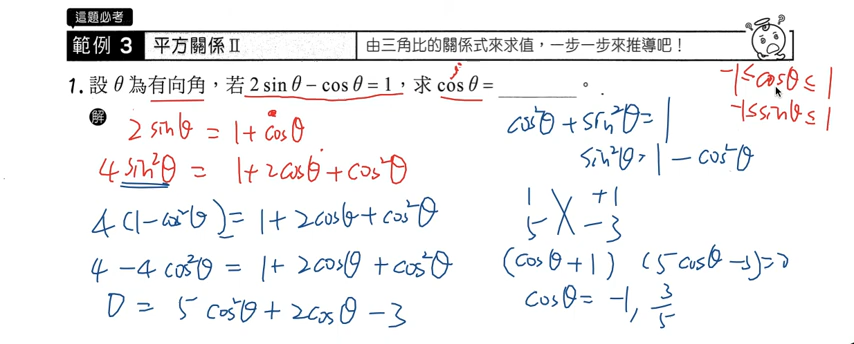 這題必考
範例 3 平方關係Ⅱ 由三角比的關係式來求值，一步一步來推導吧！
1. 設 θ 為有向角，若 2 sin θ − cos θ = 1，求 cos θ = ________ 。
-1 ≤ cosθ ≤ 1
-1 ≤ sinθ ≤ 1
解
2 sinθ = 1 + cosθ
4 sin²θ = 1 + 2cosθ + cos²θ
4 (1 - cos²θ) = 1 + 2cosθ + cos²θ
4 - 4 cos²θ = 1 + 2cosθ + cos²θ
0 = 5 cos²θ + 2cosθ - 3
cos²θ + sin²θ = 1
sin²θ = 1 - cos²θ
1 +1
5 -3
(cosθ + 1) (5 cosθ - 3) = 0
cosθ = -1, 3/5